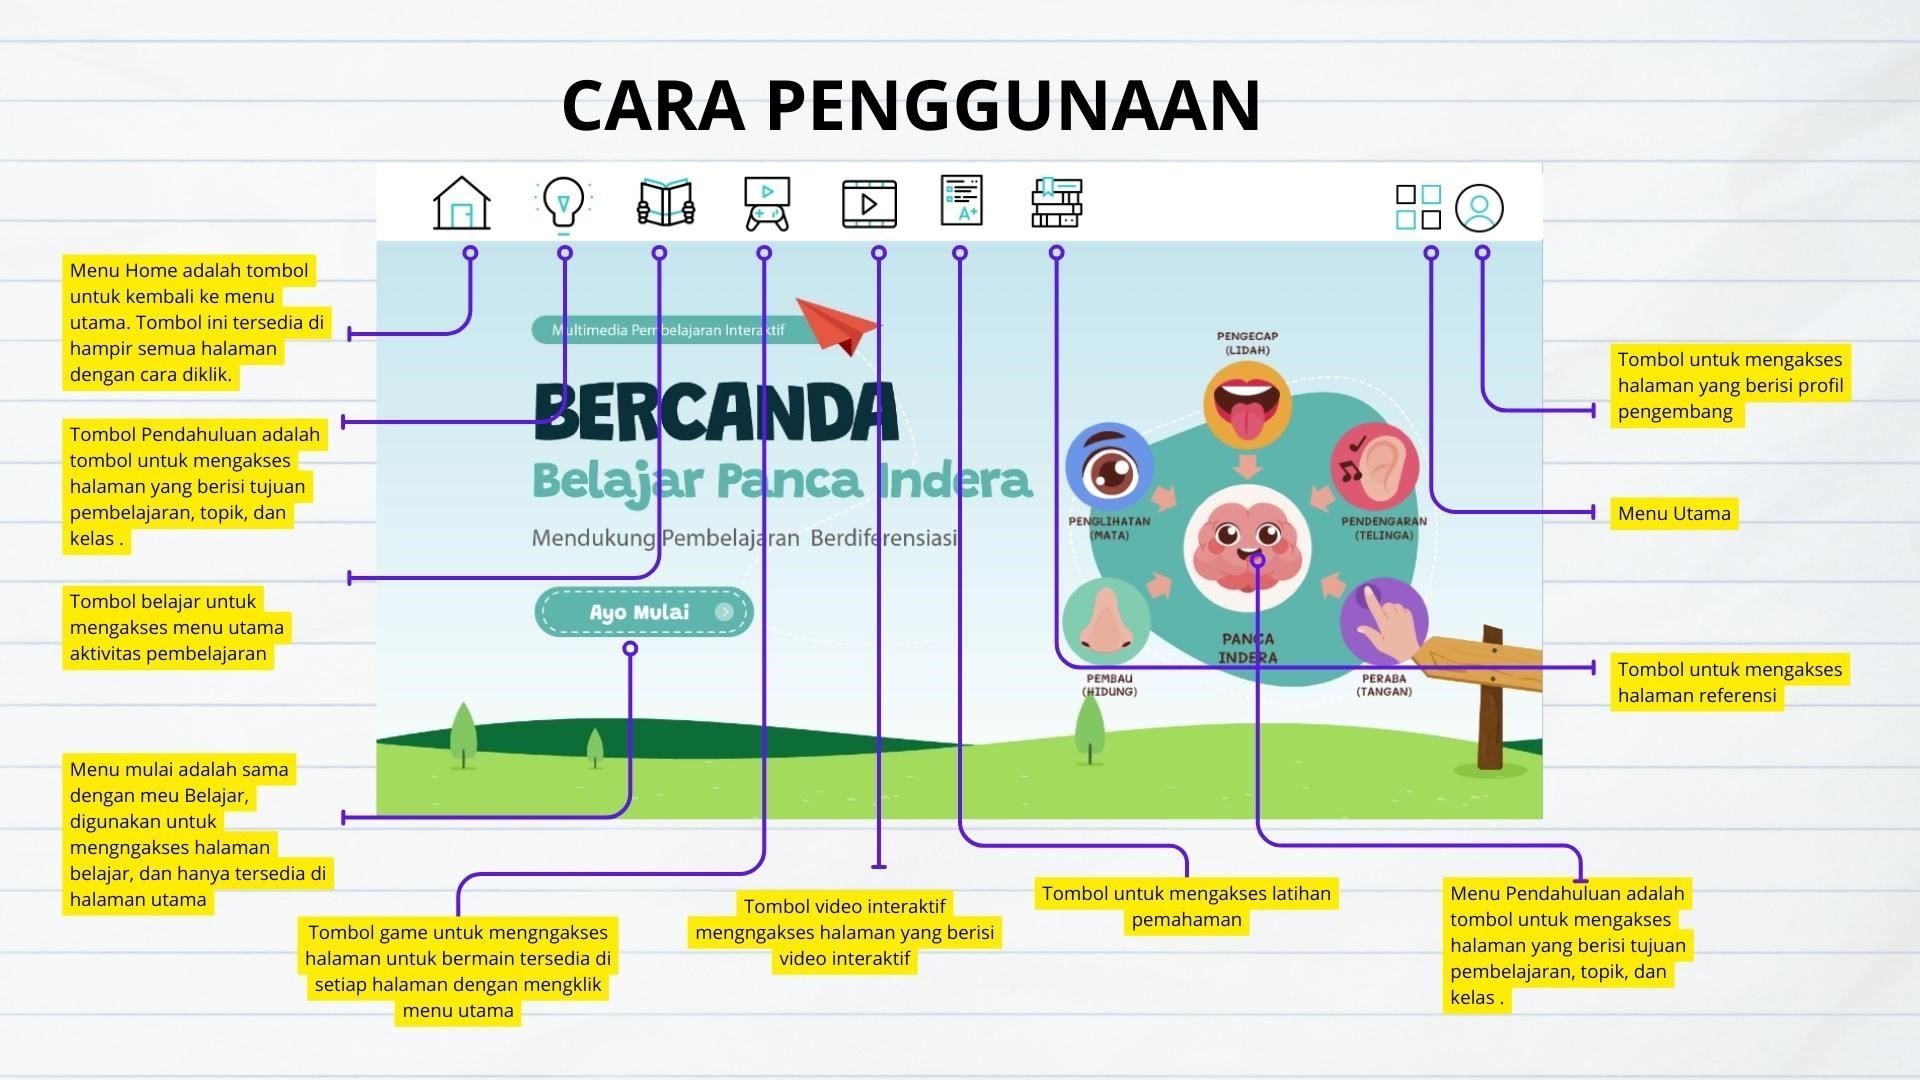 CARA PENGGUNAAN
A+
Menu Home adalah tombol
untuk kembali ke menu
utama. Tombol ini tersedia di
hampir semua halaman
dengan cara diklik.
Tombol Pendahuluan adalah
tombol untuk mengakses
halaman yang berisi tujuan
pembelajaran, topik, dan
kelas .
Tombol belajar untuk
mengakses menu utama
aktivitas pembelajaran
Menu mulai adalah sama
dengan meu Belajar,
digunakan untuk
mengngakses halaman
belajar, dan hanya tersedia di
halaman utama
Multimedia Pembelajaran Interaktif
BERCANDA
Belajar Panca Indera
Mendukung Pembelajaran Berdiferensiasi
Ayo Mulai
PENGECAP
(LIDAH)
PENGLIHATAN
(MATA)
PENDENGARAN
(TELINGA)
PANCA
INDERA
PEMBAU
(HIDUNG)
PERABA
(TANGAN)
Tombol untuk mengakses
halaman yang berisi profil
pengembang
Menu Utama
Tombol untuk mengakses
halaman referensi
Tombol game untuk mengngakses
halaman untuk bermain tersedia di
setiap halaman dengan mengklik
menu utama
Tombol video interaktif
mengngakses halaman yang berisi
video interaktif
Tombol untuk mengakses latihan
pemahaman
Menu Pendahuluan adalah
tombol untuk mengakses
halaman yang berisi tujuan
pembelajaran, topik, dan
kelas .